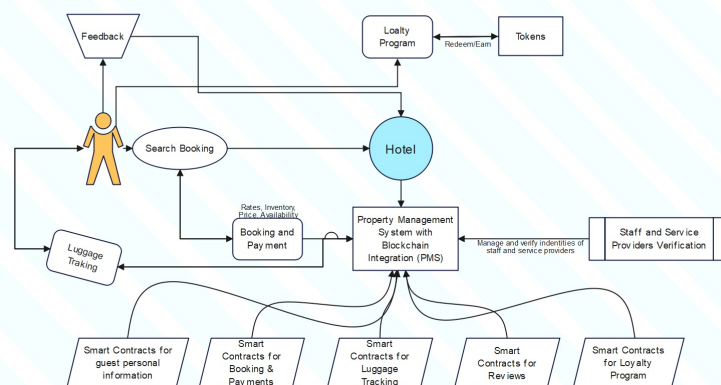 Feedback
Loalty
Program
Redeem/Earn
Tokens
Search Booking
Hotel
Rates, Inventory,
Price, Availability
Booking and
Payment
Property Management
System with
Blockchain
Integration (PMS)
Manage and verify indentities of
staff and service providers
Staff and Service
Providers Verification
Luggage
Traking
Smart Contracts for
guest personal
information
Smart
Contracts for
Booking &
Payments
Smart
Contracts for
Luggage
Tracking
Smart
Contracts for
Reviews
Smart Contracts
for Loyalty
Program